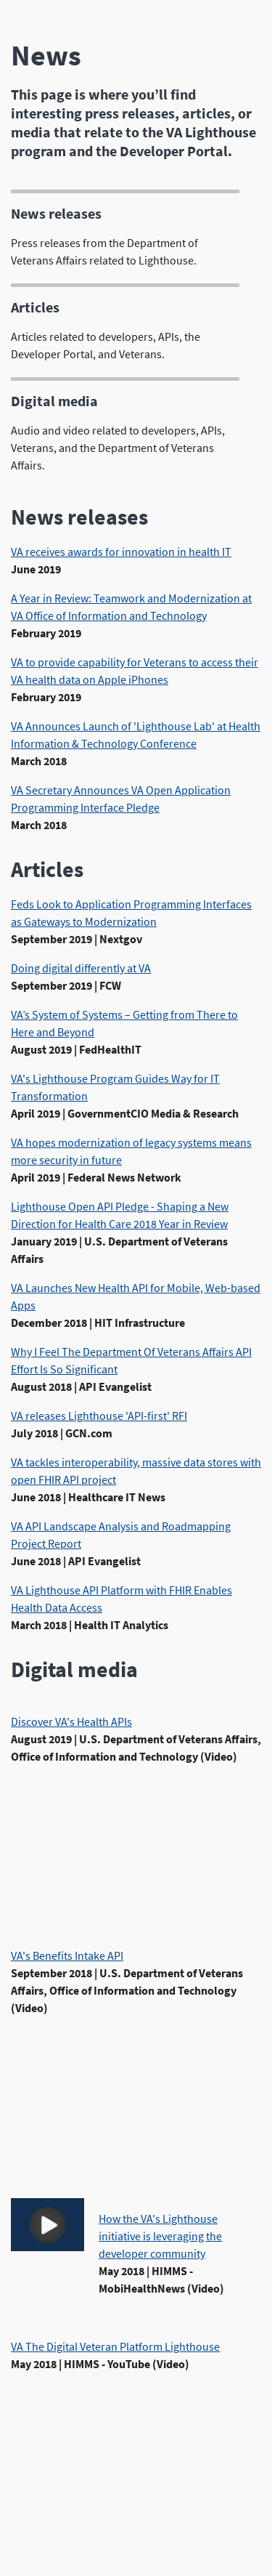 News
This page is where you’ll find
interesting press releases, articles, or
media that relate to the VA Lighthouse
program and the Developer Portal.
News releases
Press releases from the Department of
Veterans Affairs related to Lighthouse.
Articles
Articles related to developers, APIs, the
Developer Portal, and Veterans.
Digital media
Audio and video related to developers, APIs,
Veterans, and the Department of Veterans
Affairs.
News releases
VA receives awards for innovation in health IT
June 2019
A Year in Review: Teamwork and Modernization at
VA Office of Information and Technology
February 2019
VA to provide capability for Veterans to access their
VA health data on Apple iPhones
February 2019
VA Announces Launch of 'Lighthouse Lab' at Health
Information & Technology Conference
March 2018
VA Secretary Announces VA Open Application
Programming Interface Pledge
March 2018
Articles
Feds Look to Application Programming Interfaces
as Gateways to Modernization
September 2019 | Nextgov
Doing digital differently at VA
September 2019 | FCW
VA’s System of Systems – Getting from There to
Here and Beyond
August 2019 | FedHealthIT
VA's Lighthouse Program Guides Way for IT
Transformation
April 2019 | GovernmentCIO Media & Research
VA hopes modernization of legacy systems means
more security in future
April 2019 | Federal News Network
Lighthouse Open API Pledge - Shaping a New
Direction for Health Care 2018 Year in Review
January 2019 | U.S. Department of Veterans
Affairs
VA Launches New Health API for Mobile, Web-based
Apps
December 2018 | HIT Infrastructure
Why I Feel The Department Of Veterans Affairs API
Effort Is So Significant
August 2018 | API Evangelist
VA releases Lighthouse 'API-first' RFI
July 2018 | GCN.com
VA tackles interoperability, massive data stores with
open FHIR API project
June 2018 | Healthcare IT News
VA API Landscape Analysis and Roadmapping
Project Report
June 2018 | API Evangelist
VA Lighthouse API Platform with FHIR Enables
Health Data Access
March 2018 | Health IT Analytics
Digital media
Discover VA's Health APIs
August 2019 | U.S. Department of Veterans Affairs,
Office of Information and Technology (Video)
VA's Benefits Intake API
September 2018 | U.S. Department of Veterans
Affairs, Office of Information and Technology
(Video)
How the VA's Lighthouse
initiative is leveraging the
developer community
May 2018 | HIMMS -
MobiHealthNews (Video)
VA The Digital Veteran Platform Lighthouse
May 2018 | HIMMS - YouTube (Video)